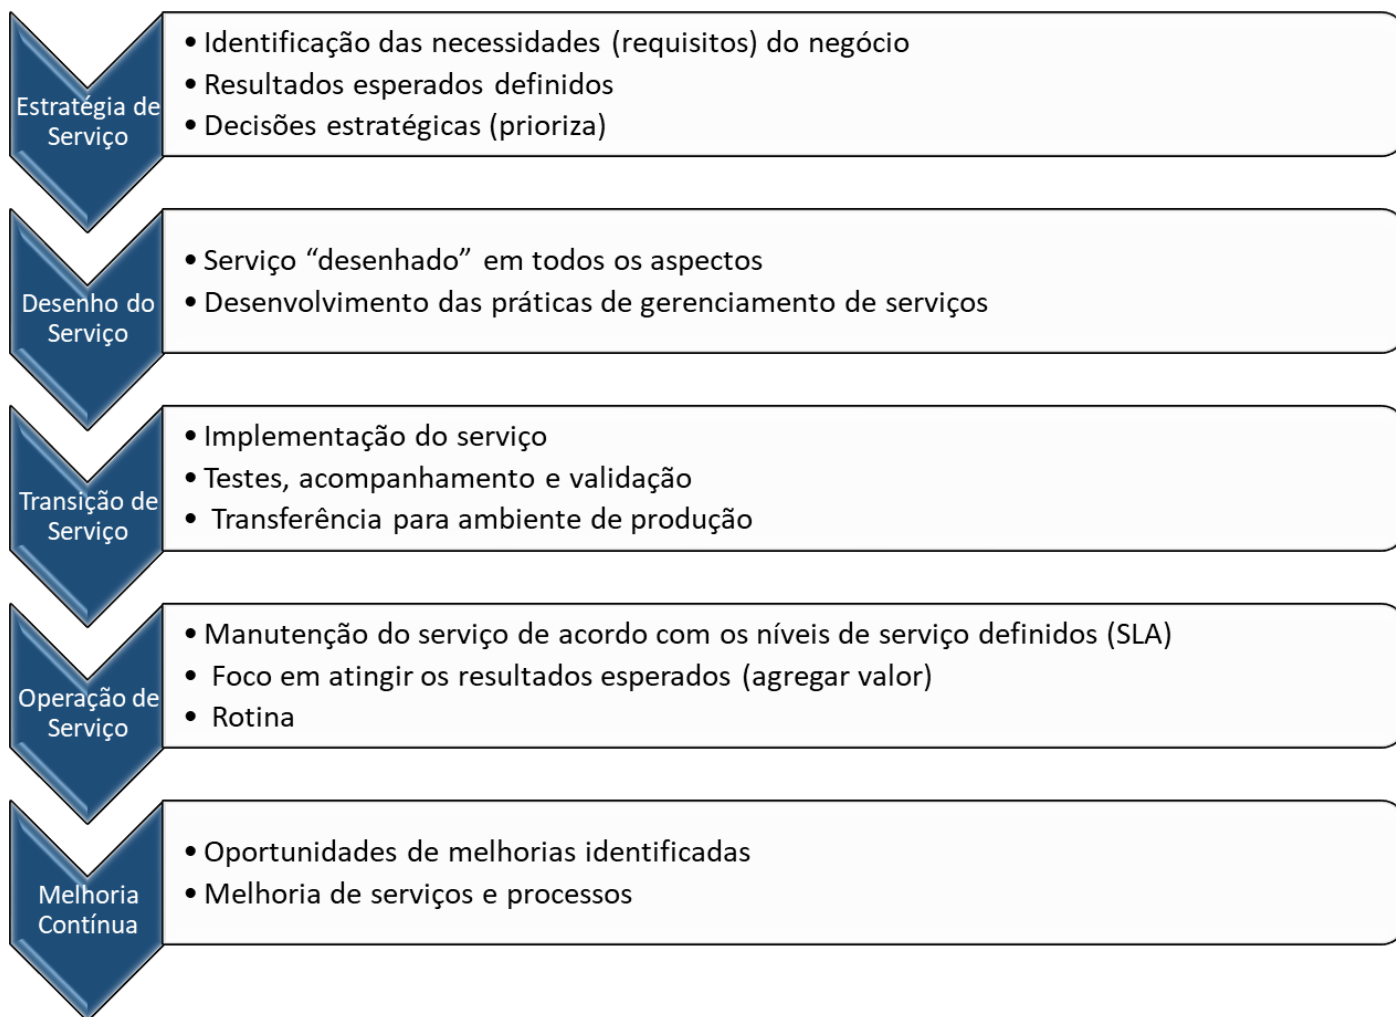 Estratégia de
Serviço
• Identificação das necessidades (requisitos) do negócio
• Resultados esperados definidos
• Decisões estratégicas (prioriza)
Desenho do
Serviço
• Serviço “desenhado” em todos os aspectos
• Desenvolvimento das práticas de gerenciamento de serviços
Transição de
Serviço
• Implementação do serviço
• Testes, acompanhamento e validação
• Transferência para ambiente de produção
Operação de
Serviço
• Manutenção do serviço de acordo com os níveis de serviço definidos (SLA)
• Foco em atingir os resultados esperados (agregar valor)
• Rotina
Melhoria
Contínua
• Oportunidades de melhorias identificadas
• Melhoria de serviços e processos